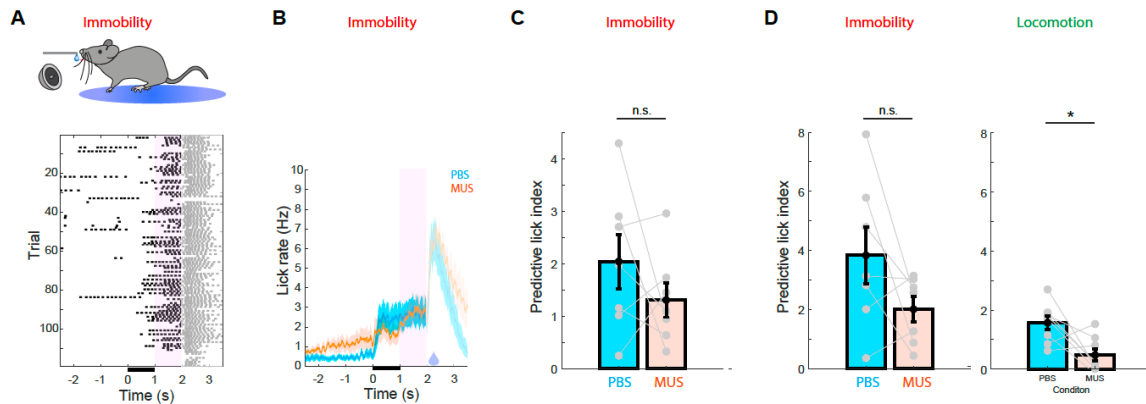 A
Immobility
Trial
20
40
60
80
100
-2 -1 0 1 2 3
Time (s)
B
Immobility
Lick rate (Hz)
10
9
8
7
6
5
4
3
2
1
0
PBS
MUS
-2 -1 0 1 2 3
Time (s)
C
Immobility
n.s.
Predictive lick index
4
3
2
1
0
PBS MUS
D
Immobility
n.s.
Predictive lick index
8
6
4
2
0
PBS MUS
Locomotion
*
8
6
4
2
0
PBS MUS
Conditon